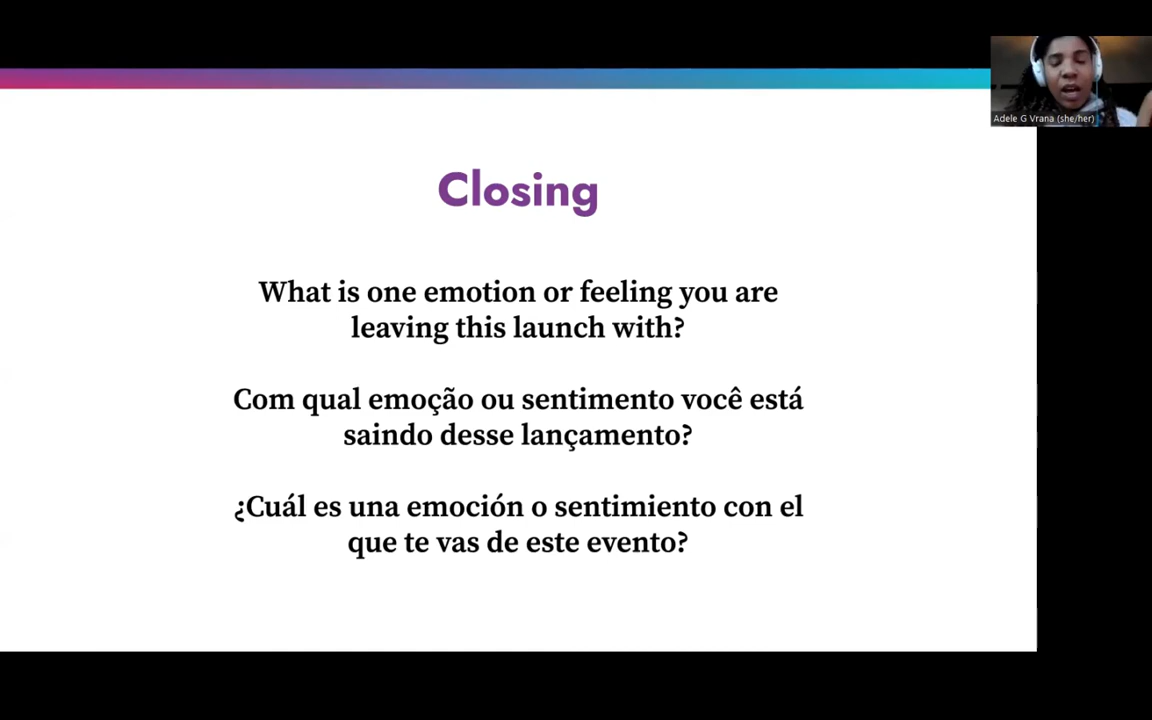 Adele G Vrana (she/her)
Closing
What is one emotion or feeling you are
leaving this launch with?
Com qual emoção ou sentimento você está
saindo desse lançamento?
¿Cuál es una emoción o sentimiento con el
que te vas de este evento?